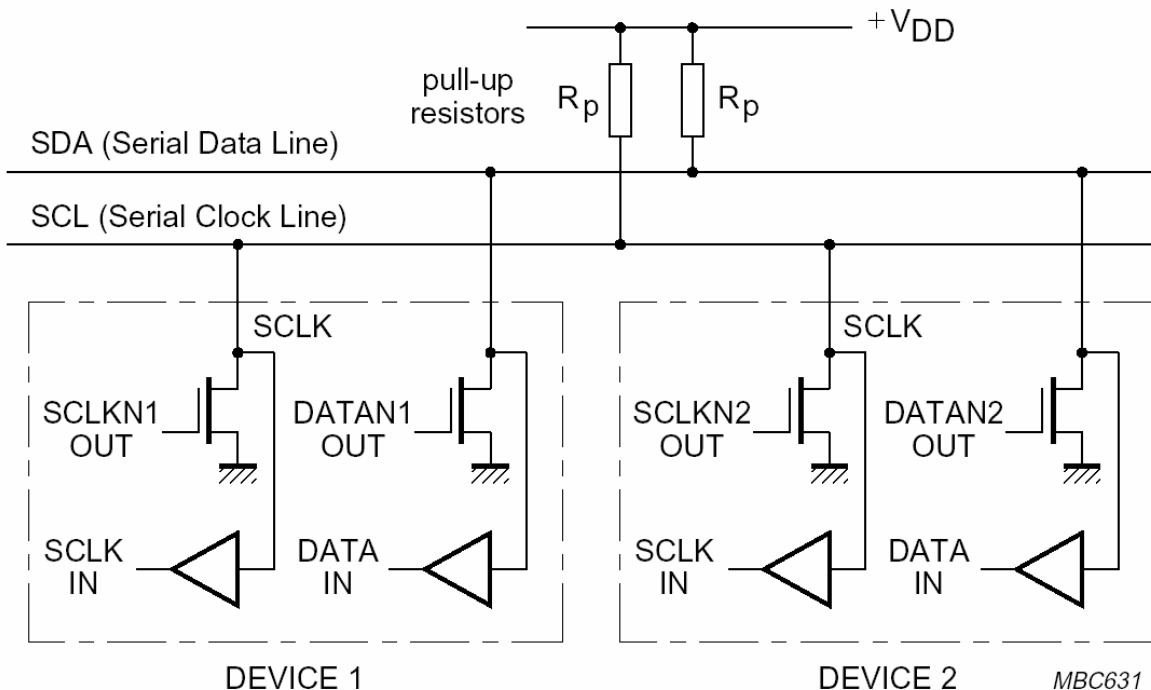 +VDD
pull-up
resistors
Rp
Rp
SDA (Serial Data Line)
SCL (Serial Clock Line)
SCLK
SCLKN1
OUT
DATAN1
OUT
SCLK
IN
DATA
IN
DEVICE 1
SCLK
SCLKN2
OUT
DATAN2
OUT
SCLK
IN
DATA
IN
DEVICE 2
MBC631